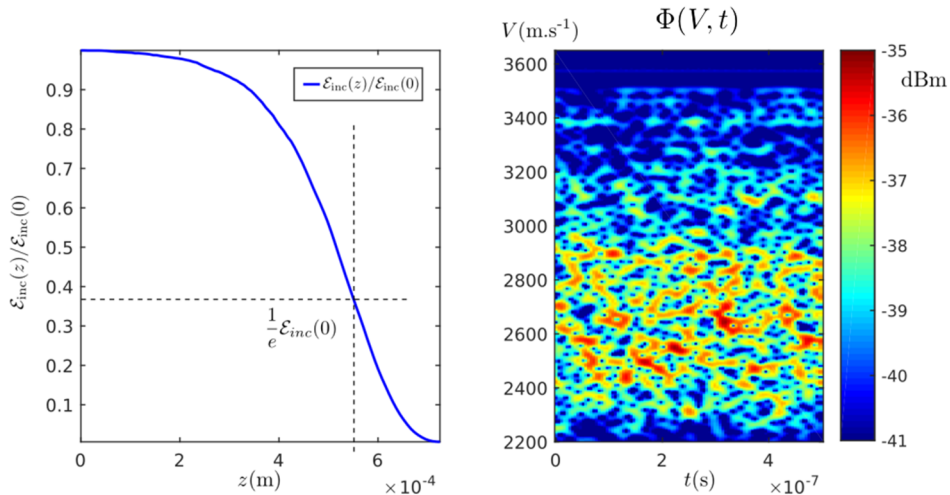 Φ(V, t)
V(m.s⁻¹)
ℰinc(z)/ℰinc(0)
0.9
0.8
0.7
0.6
0.5
0.4
0.3
0.2
0.1
ℰinc(z)/ℰinc(0)
1/e ℰinc(0)
0 2 4 6
z(m) ×10⁻⁴
3600
3400
3200
3000
2800
2600
2400
2200
0 2 4
t(s) ×10⁻⁷
-35
dBm
-36
-37
-38
-39
-40
-41